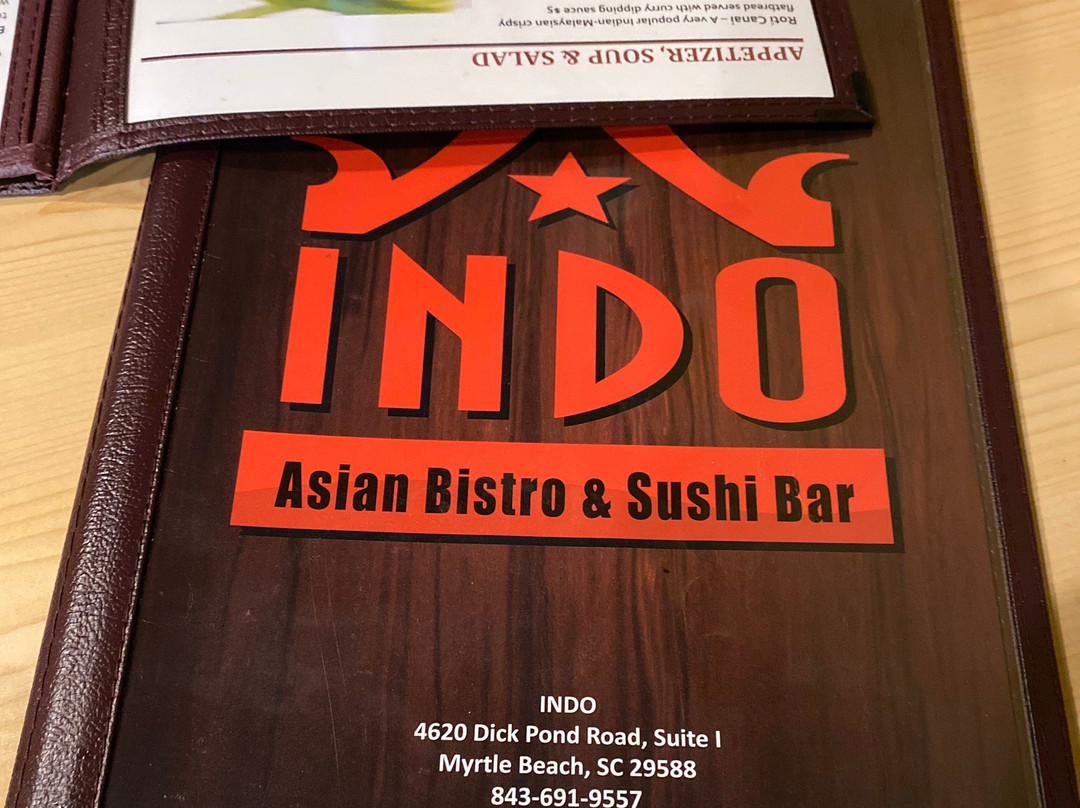 APPETIZER, SOUP & SALAD
Roti Canai – A very popular Indian-Malaysian crispy
flatbread served with curry dipping sauce $5
INDO
Asian Bistro & Sushi Bar
INDO
4620 Dick Pond Road, Suite I
Myrtle Beach, SC 29588
843-691-9557